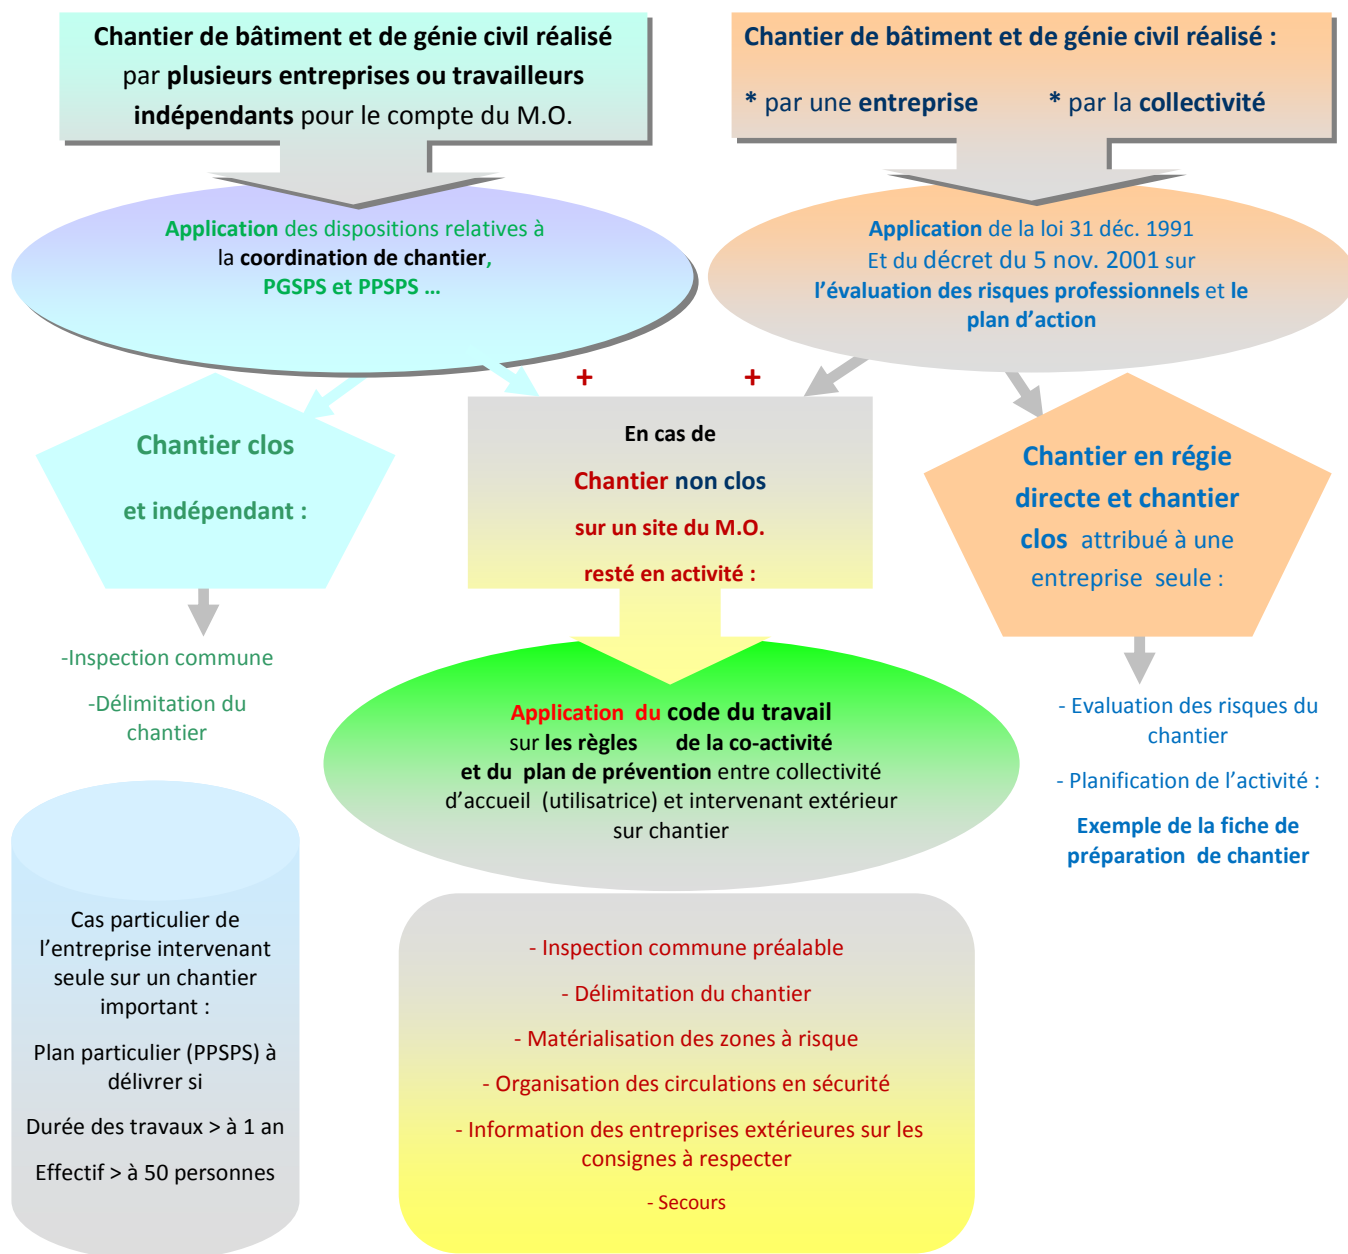 Chantier de bâtiment et de génie civil réalisé
par plusieurs entreprises ou travailleurs
indépendants pour le compte du M.O.
Chantier de bâtiment et de génie civil réalisé :
* par une entreprise * par la collectivité
Application des dispositions relatives à
la coordination de chantier,
PGSPS et PPSPS ...
Application de la loi 31 déc. 1991
Et du décret du 5 nov. 2001 sur
l'évaluation des risques professionnels et le
plan d'action
+ +
Chantier clos
et indépendant :
En cas de
Chantier non clos
sur un site du M.O.
resté en activité :
Chantier en régie
directe et chantier
clos attribué à une
entreprise seule :
-Inspection commune
-Délimitation du
chantier
Application du code du travail
sur les règles de la co-activité
et du plan de prévention entre collectivité
d'accueil (utilisatrice) et intervenant extérieur
sur chantier
- Evaluation des risques du
chantier
- Planification de l'activité :
Exemple de la fiche de
préparation de chantier
Cas particulier de
l'entreprise intervenant
seule sur un chantier
important :
Plan particulier (PPSPS) à
délivrer si
Durée des travaux > à 1 an
Effectif > à 50 personnes
- Inspection commune préalable
- Délimitation du chantier
- Matérialisation des zones à risque
- Organisation des circulations en sécurité
- Information des entreprises extérieures sur les
consignes à respecter
- Secours